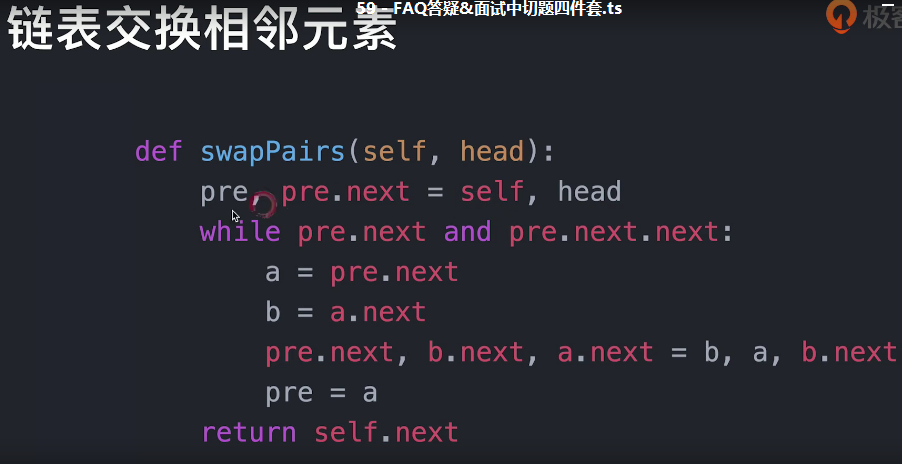 59 - FAQ答疑&面试中切题四件套.ts
链表交换相邻元素
极客
def swapPairs(self, head):
pre, pre.next = self, head
while pre.next and pre.next.next:
a = pre.next
b = a.next
pre.next, b.next, a.next = b, a, b.next
pre = a
return self.next